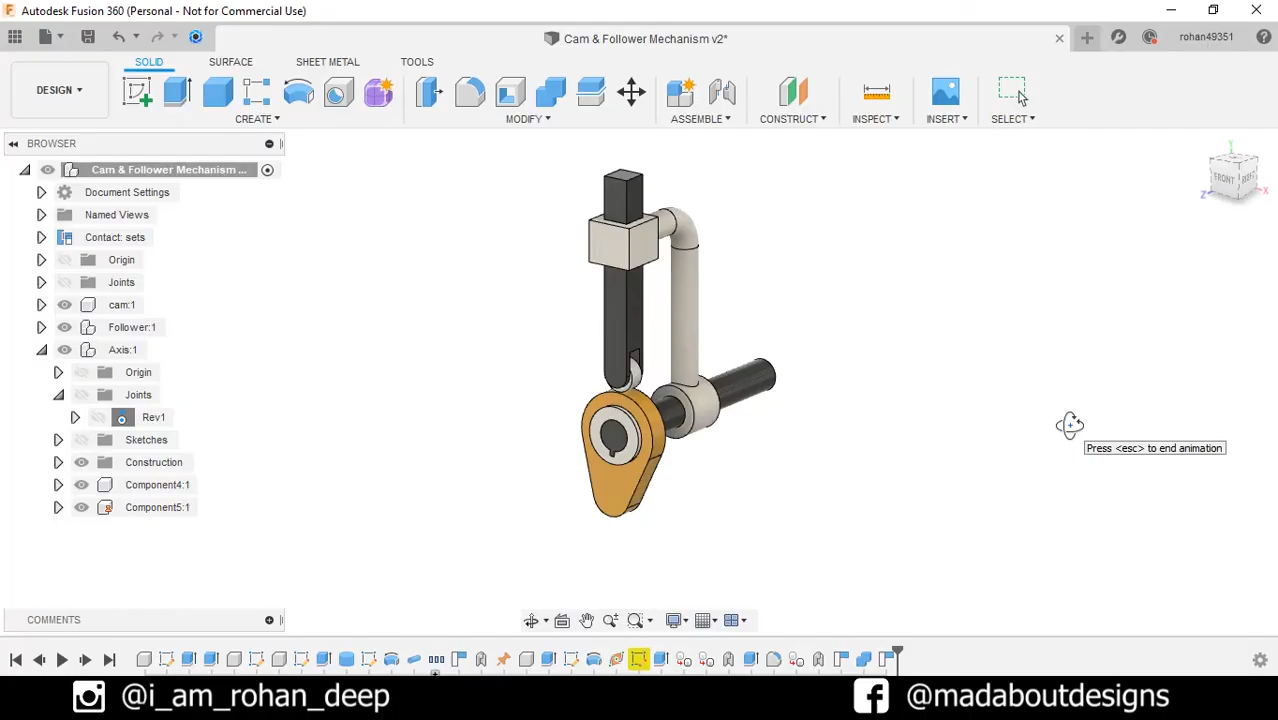 Autodesk Fusion 360 (Personal - Not for Commercial Use)
Cam & Follower Mechanism v2*
rohan49351
SOLID
SURFACE
SHEET METAL
TOOLS
DESIGN
CREATE
MODIFY
ASSEMBLE
CONSTRUCT
INSPECT
INSERT
SELECT
BROWSER
Cam & Follower Mechanism ...
Document Settings
Named Views
Contact: sets
Origin
Joints
cam:1
Follower:1
Axis:1
Origin
Joints
Rev1
Sketches
Construction
Component4:1
Component5:1
FRONT
Y
X
Z
Press <esc> to end animation
COMMENTS
@i_am_rohan_deep
@madaboutdesigns